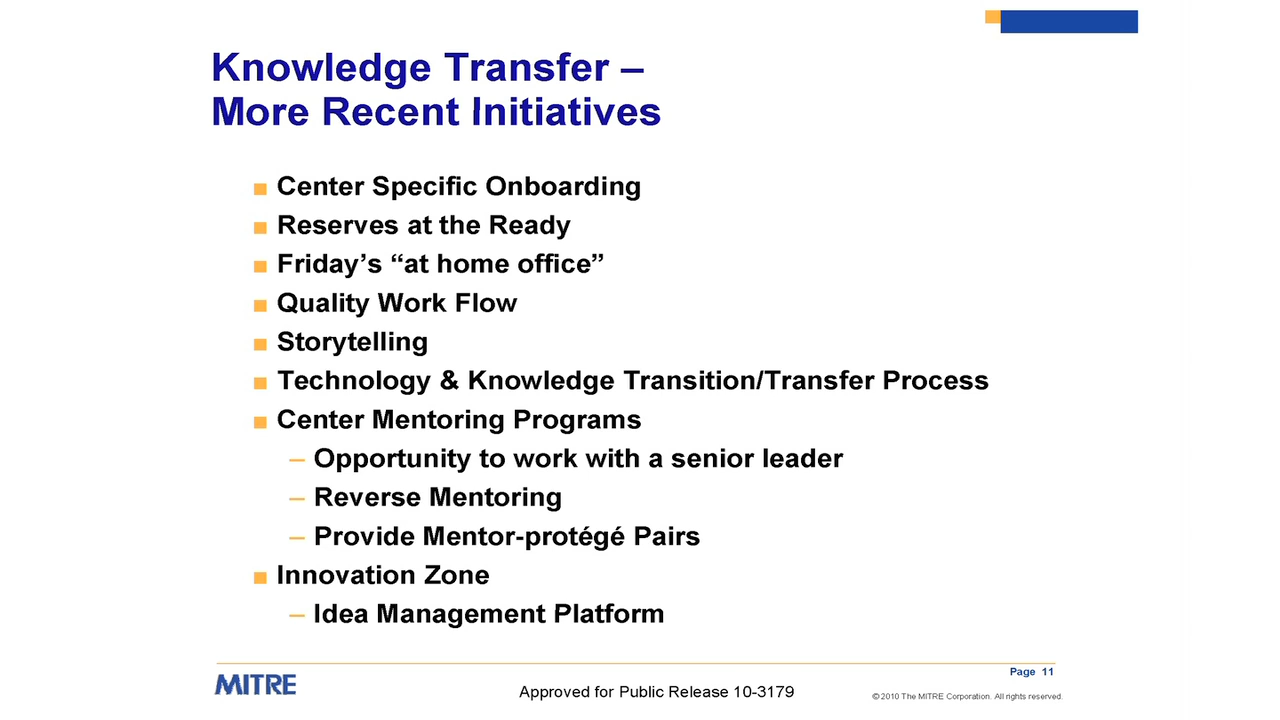 Knowledge Transfer –
More Recent Initiatives
■ Center Specific Onboarding
■ Reserves at the Ready
■ Friday’s “at home office”
■ Quality Work Flow
■ Storytelling
■ Technology & Knowledge Transition/Transfer Process
■ Center Mentoring Programs
– Opportunity to work with a senior leader
– Reverse Mentoring
– Provide Mentor-protégé Pairs
■ Innovation Zone
– Idea Management Platform
Page 11
MITRE
Approved for Public Release 10-3179
© 2010 The MITRE Corporation. All rights reserved.